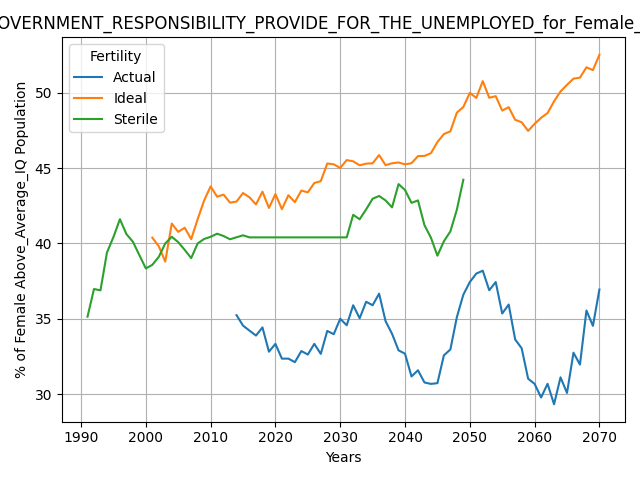 OVERNMENT_RESPONSIBILITY_PROVIDE_FOR_THE_UNEMPLOYED_for_Female_
Fertility
Actual
Ideal
Sterile
% of Female Above_Average_IQ Population
50
45
40
35
30
1990 2000 2010 2020 2030 2040 2050 2060 2070
Years